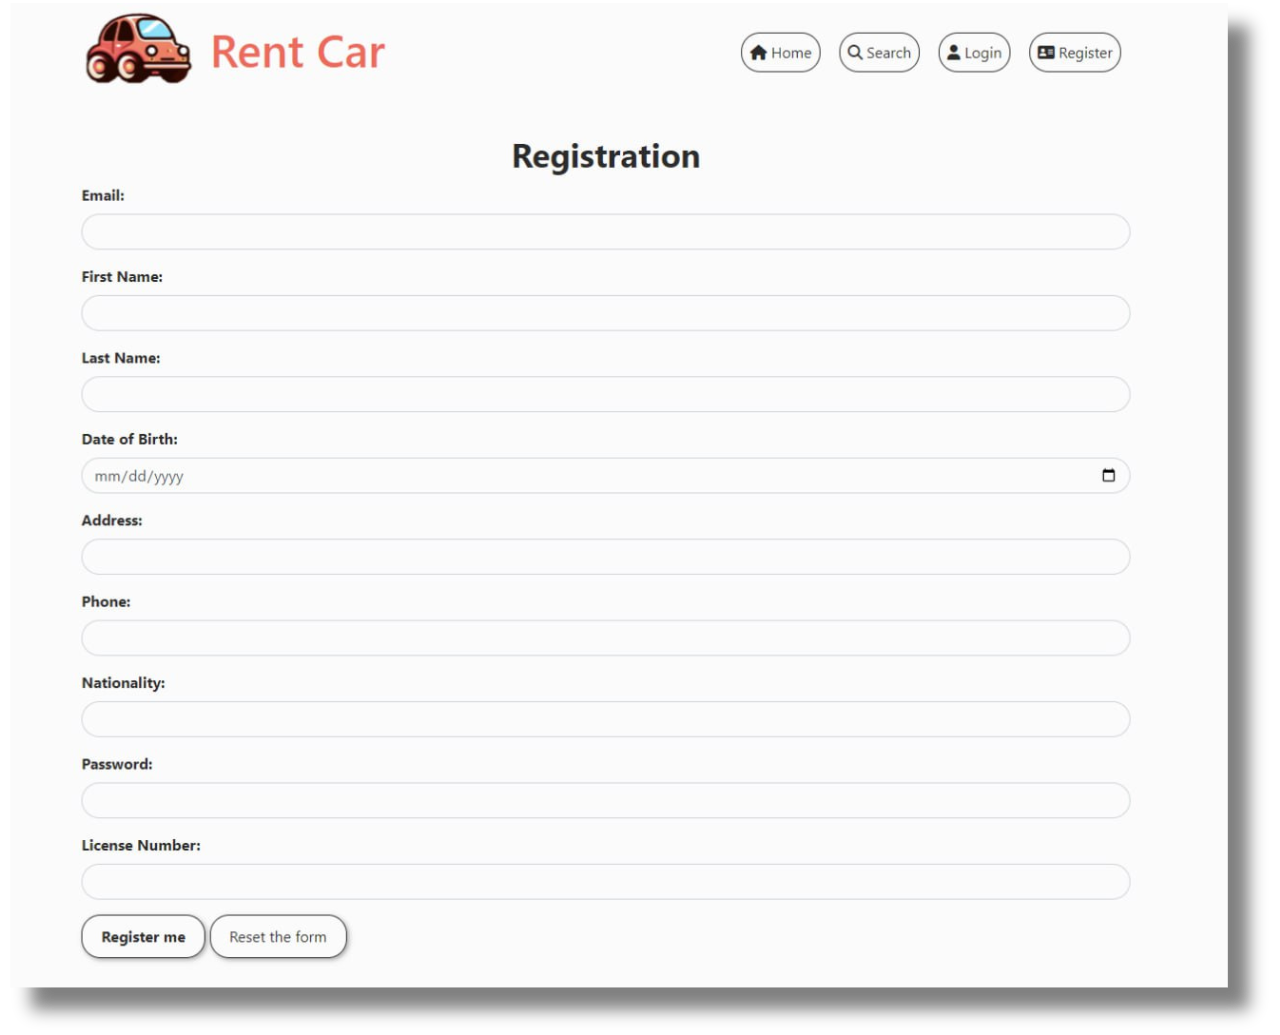 Rent Car
Home Search Login Register
Registration
Email:
First Name:
Last Name:
Date of Birth:
mm/dd/yyyy
Address:
Phone:
Nationality:
Password:
License Number:
Register me Reset the form